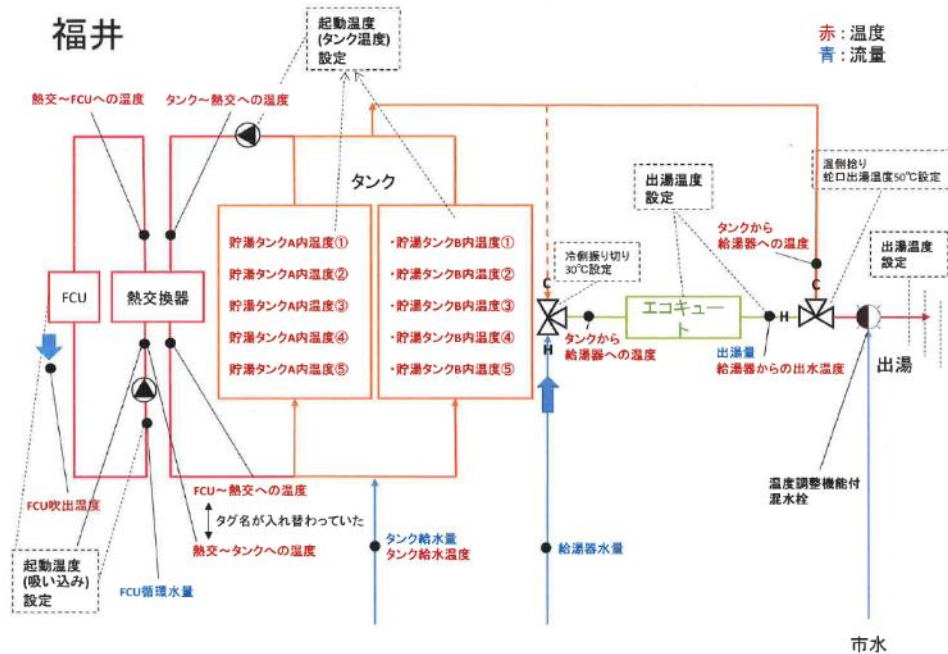 福井
起動温度
(タンク温度)
設定
赤：温度
青：流量
熱交～FCUへの温度
タンク～熱交への温度
タンク
出湯温度
設定
温側捻り
蛇口出湯温度50℃設定
貯湯タンクA内温度①
貯湯タンクA内温度②
貯湯タンクA内温度③
貯湯タンクA内温度④
貯湯タンクA内温度⑤
・貯湯タンクB内温度①
・貯湯タンクB内温度②
・貯湯タンクB内温度③
・貯湯タンクB内温度④
・貯湯タンクB内温度⑤
タンクから
給湯器への温度
出湯温度
設定
冷側振り切り
30℃設定
FCU
熱交換器
C
H
エコキュー
ト
C
H
タンクから
給湯器への温度
出湯量
給湯器からの出水温度
出湯
FCU吹出温度
FCU～熱交への温度
タグ名が入れ替わっていた
熱交～タンクへの温度
温度調整機能付
混水栓
起動温度
(吸い込み)
設定
FCU循環水量
タンク給水量
タンク給水温度
給湯器水量
市水